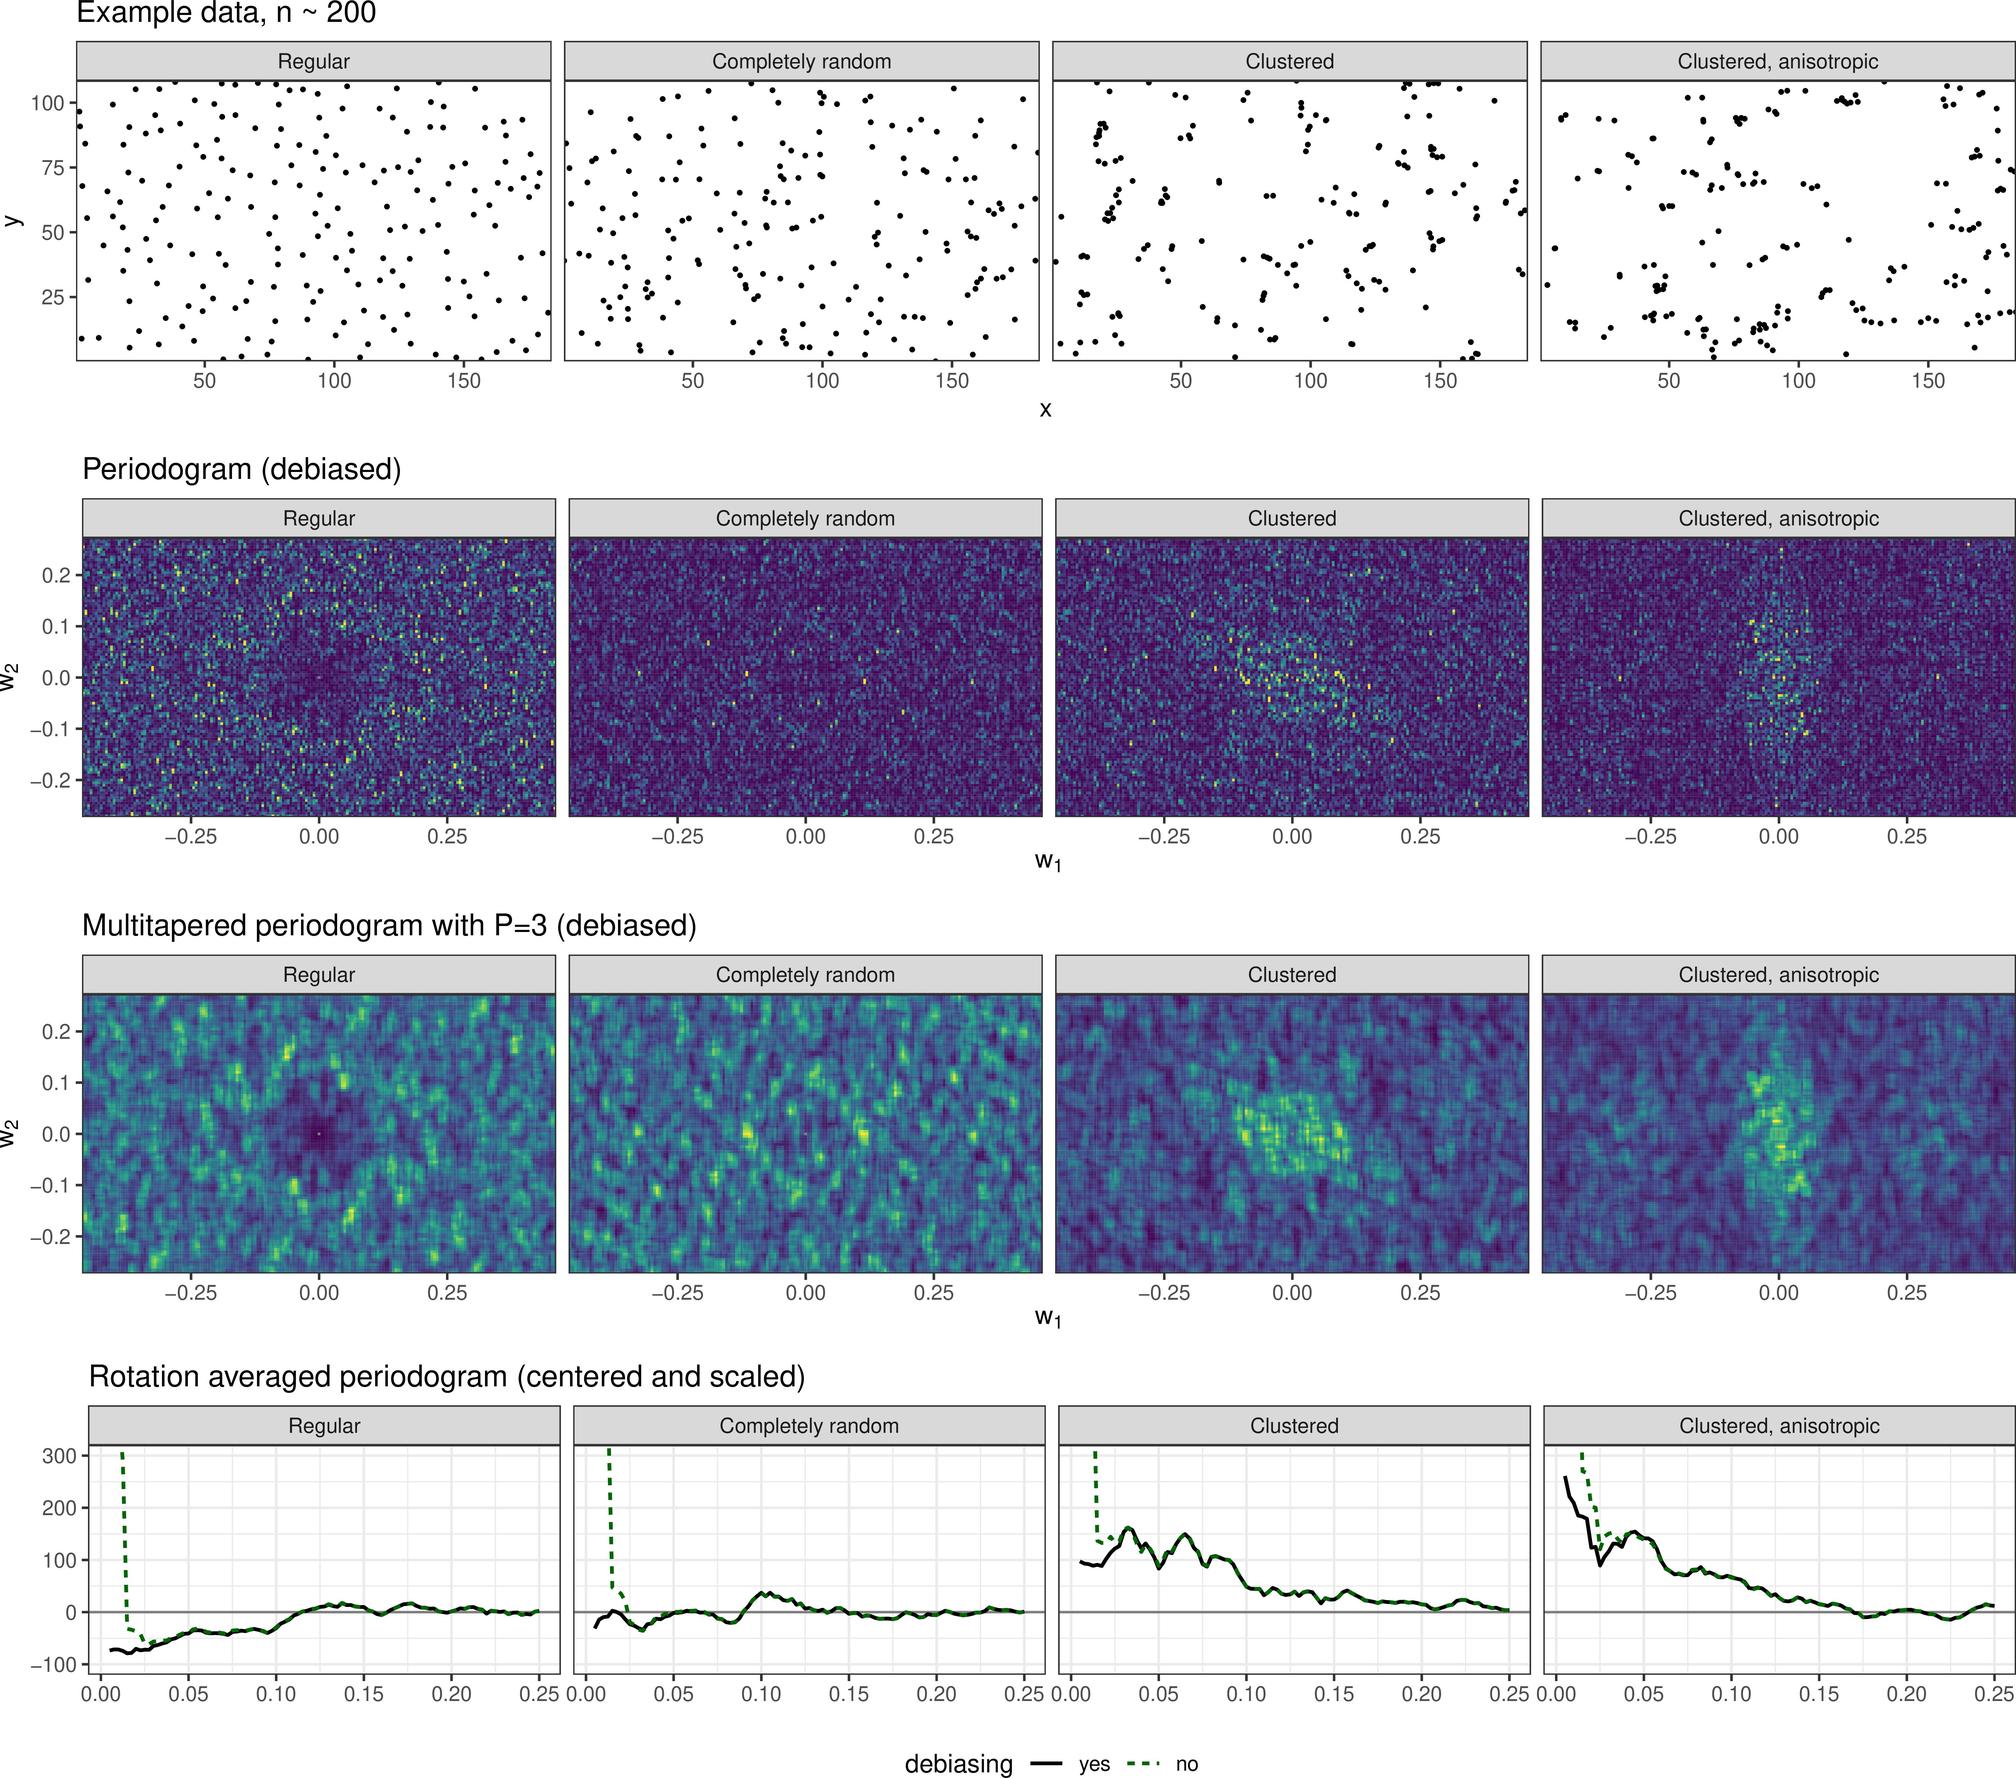 Example data, n ~ 200
Regular Completely random Clustered Clustered, anisotropic
100
75
50
25
y
50 100 150 50 100 150 50 100 150 50 100 150
x
Periodogram (debiased)
Regular Completely random Clustered Clustered, anisotropic
0.2
0.1
0.0
−0.1
−0.2
w2
−0.25 0.00 0.25 −0.25 0.00 0.25 −0.25 0.00 0.25 −0.25 0.00 0.25
w1
Multitapered periodogram with P=3 (debiased)
Regular Completely random Clustered Clustered, anisotropic
0.2
0.1
0.0
−0.1
−0.2
w2
−0.25 0.00 0.25 −0.25 0.00 0.25 −0.25 0.00 0.25 −0.25 0.00 0.25
w1
Rotation averaged periodogram (centered and scaled)
Regular Completely random Clustered Clustered, anisotropic
300
200
100
0
−100
0.00 0.05 0.10 0.15 0.20 0.25 0.00 0.05 0.10 0.15 0.20 0.25 0.00 0.05 0.10 0.15 0.20 0.25 0.00 0.05 0.10 0.15 0.20 0.25
debiasing yes no